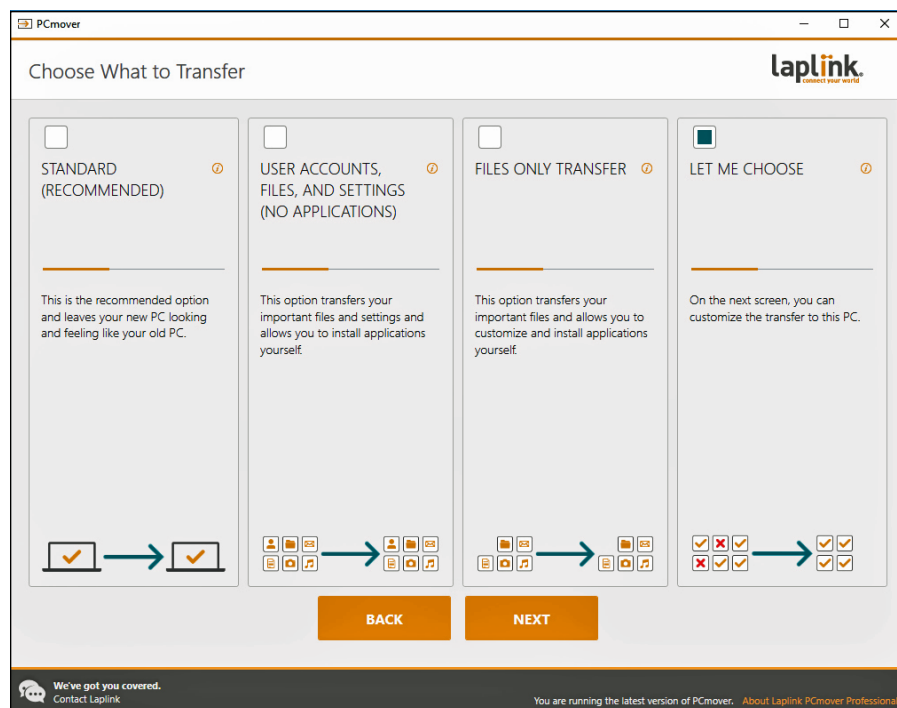 PCmover
Choose What to Transfer
laplink.
connect your world
STANDARD
(RECOMMENDED)
This is the recommended option
and leaves your new PC looking
and feeling like your old PC.
USER ACCOUNTS,
FILES, AND SETTINGS
(NO APPLICATIONS)
This option transfers your
important files and settings and
allows you to install applications
yourself.
FILES ONLY TRANSFER
This option transfers your
important files and allows you to
customize and install applications
yourself.
LET ME CHOOSE
On the next screen, you can
customize the transfer to this PC.
BACK
NEXT
We've got you covered.
Contact Laplink
You are running the latest version of PCmover. About Laplink PCmover Professional